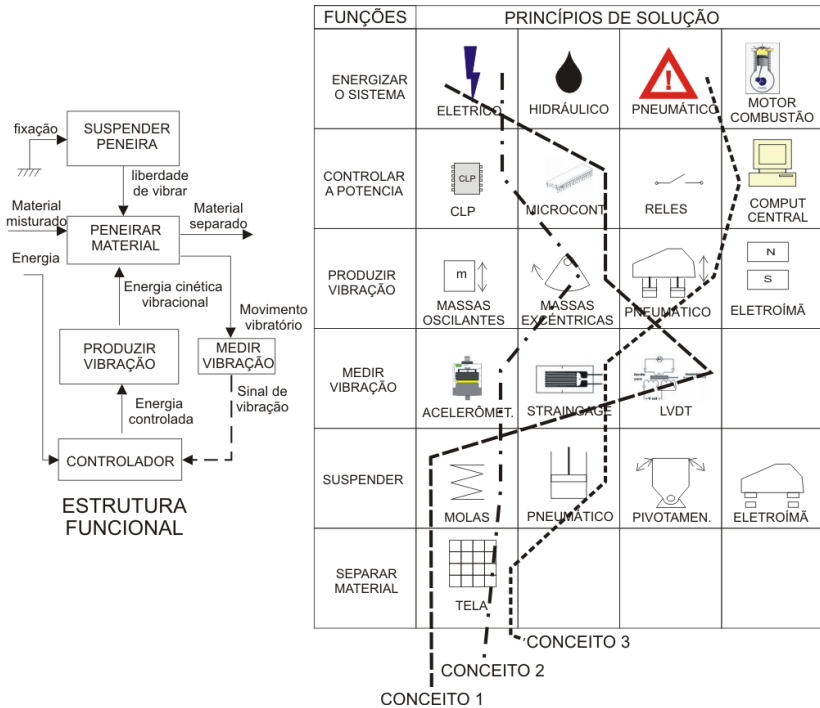 fixação
SUSPENDER
PENEIRA
liberdade
de vibrar
Material
misturado
PENEIRAR
MATERIAL
Material
separado
Energia
Energia cinética
vibracional
Movimento
vibratório
PRODUZIR
VIBRAÇÃO
MEDIR
VIBRAÇÃO
Energia
controlada
Sinal de
vibração
CONTROLADOR
ESTRUTURA
FUNCIONAL
FUNÇÕES
PRINCÍPIOS DE SOLUÇÃO
ENERGIZAR
O SISTEMA
ELETRICO
HIDRÁULICO
PNEUMÁTICO
MOTOR
COMBUSTÃO
CONTROLAR
A POTENCIA
CLP
CLP
MICROCONT.
RELES
COMPUT
CENTRAL
PRODUZIR
VIBRAÇÃO
m
MASSAS
OSCILANTES
MASSAS
EXCÉNTRICAS
PNEUMÁTICO
N
S
ELETROÍMÃ
MEDIR
VIBRAÇÃO
ACELERÔMET.
STRAINGAGE
LVDT
SUSPENDER
MOLAS
PNEUMÁTICO
PIVOTAMEN.
ELETROÍMÃ
SEPARAR
MATERIAL
TELA
CONCEITO 3
CONCEITO 2
CONCEITO 1